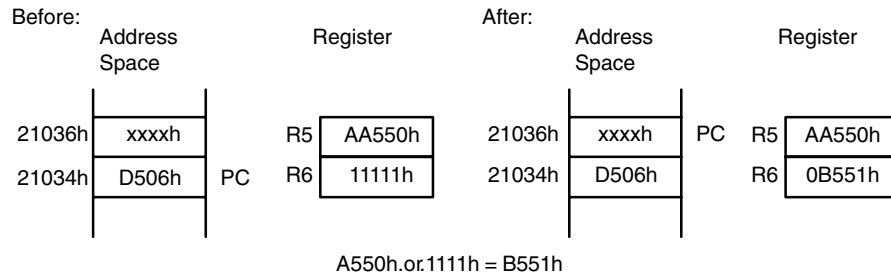 Before:
Address Space
Register
21036h xxxxh R5 AA550h
21034h D506h PC R6 11111h
After:
Address Space
Register
21036h xxxxh PC R5 AA550h
21034h D506h R6 0B551h
A550h.or.1111h = B551h